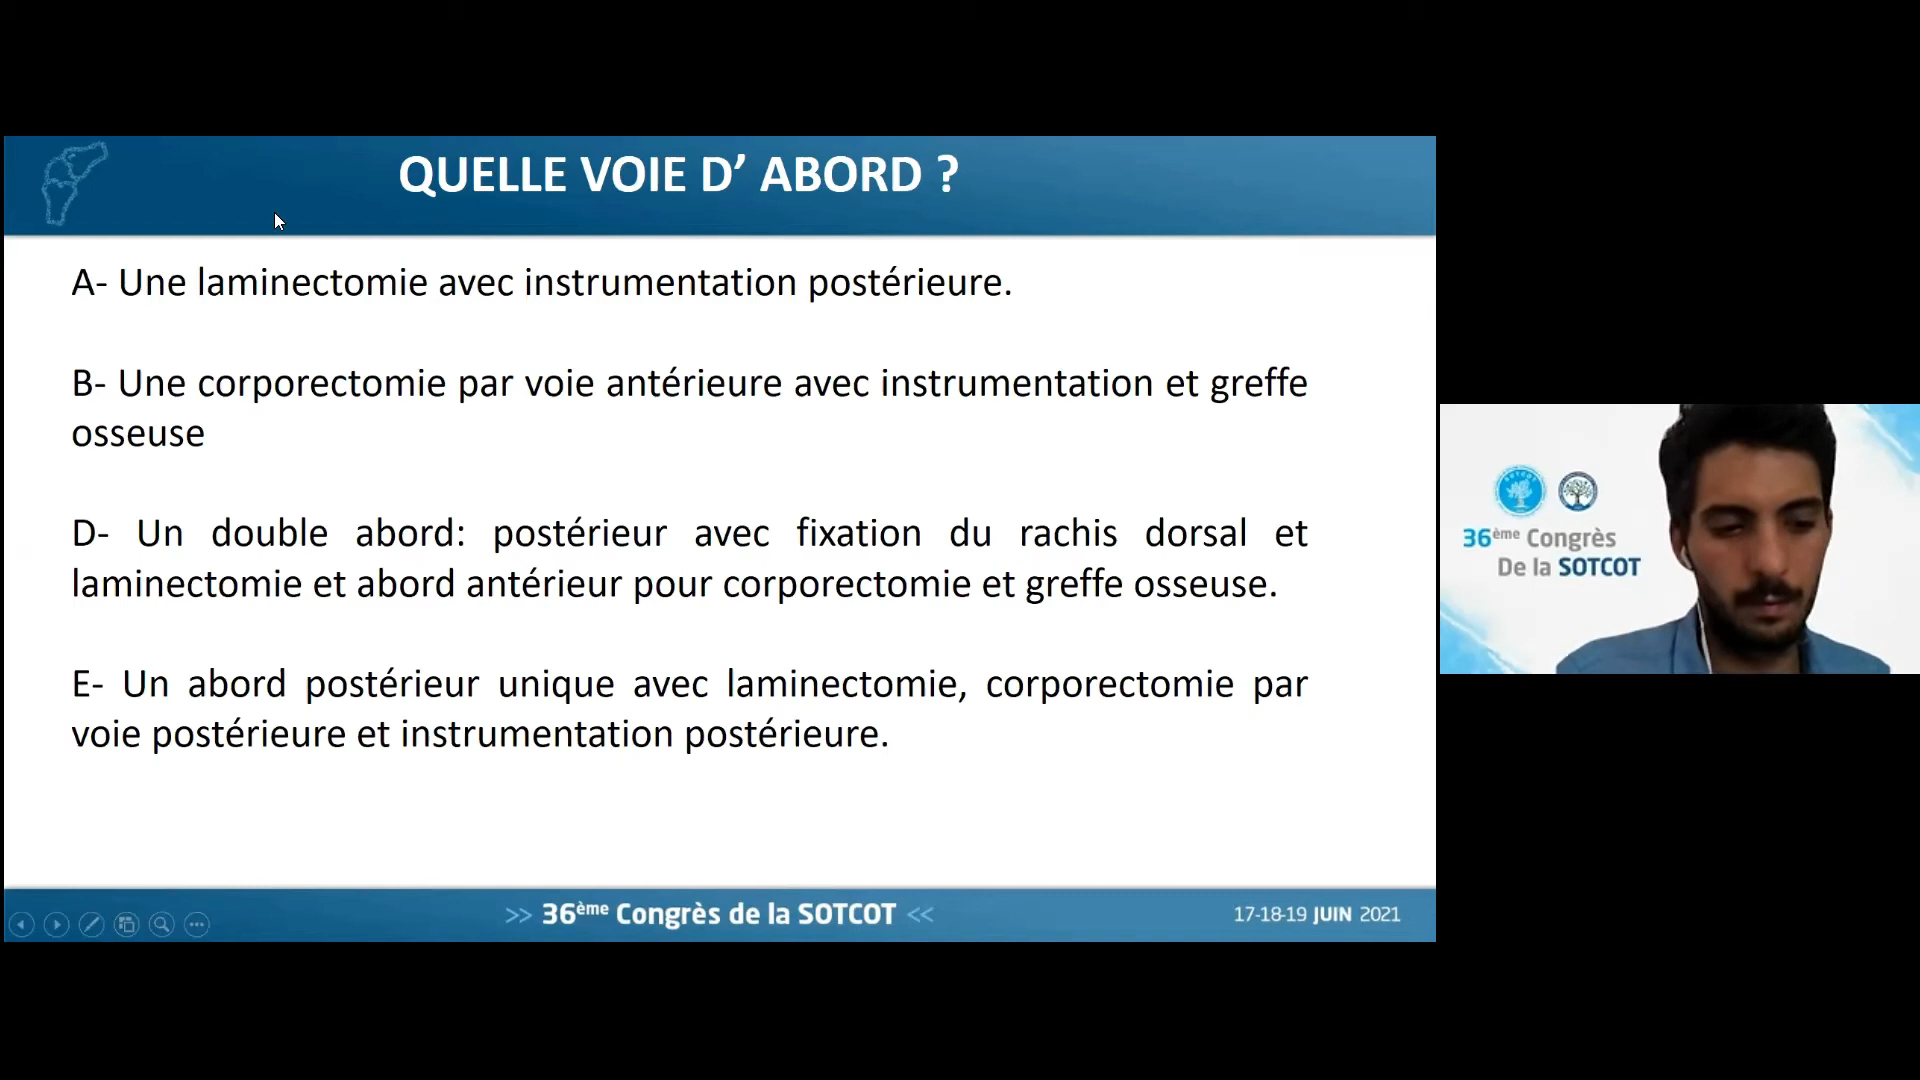 QUELLE VOIE D’ ABORD ?
A- Une laminectomie avec instrumentation postérieure.
B- Une corporectomie par voie antérieure avec instrumentation et greffe
osseuse
D- Un double abord: postérieur avec fixation du rachis dorsal et
laminectomie et abord antérieur pour corporectomie et greffe osseuse.
E- Un abord postérieur unique avec laminectomie, corporectomie par
voie postérieure et instrumentation postérieure.
>> 36ème Congrès de la SOTCOT <<
17-18-19 JUIN 2021
36ème Congrès
De la SOTCOT